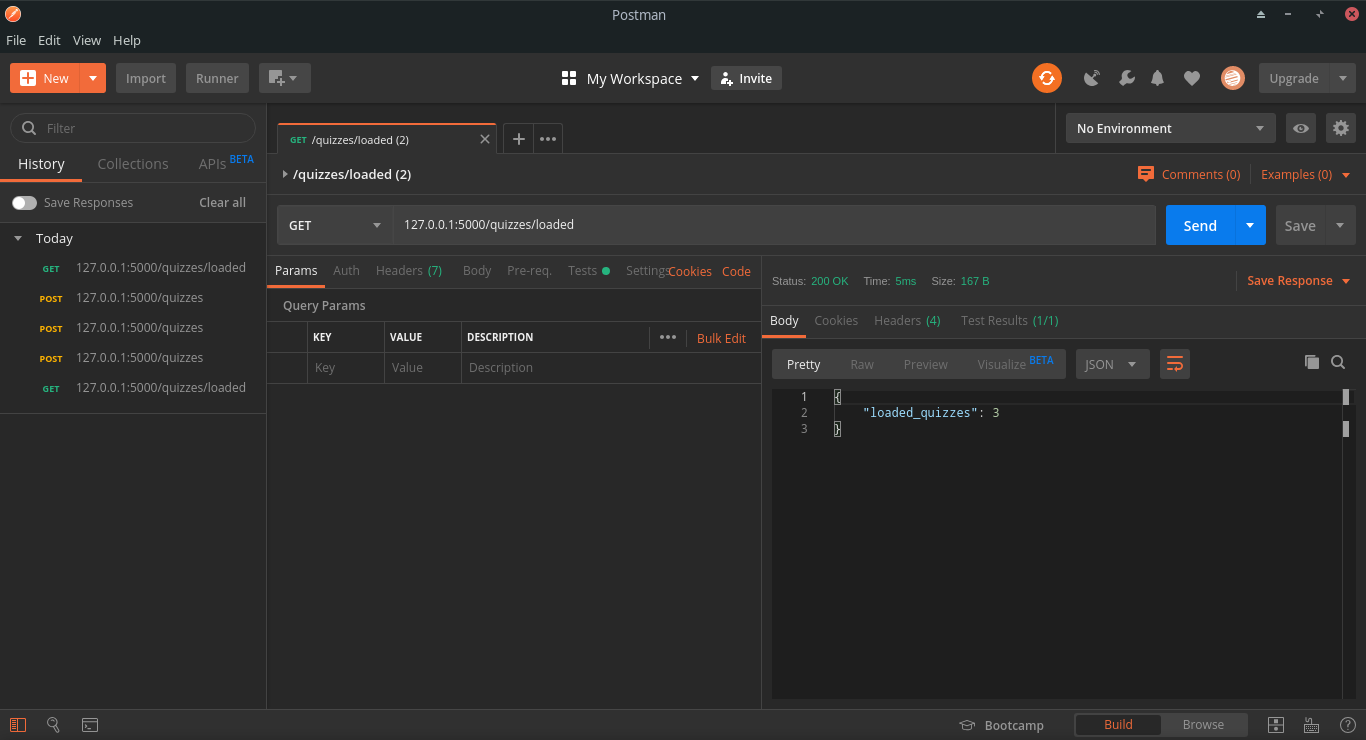 Postman
File Edit View Help
New Import Runner My Workspace Invite Upgrade
Filter
History Collections APIs BETA
Save Responses Clear all
Today
GET 127.0.0.1:5000/quizzes/loaded
POST 127.0.0.1:5000/quizzes
POST 127.0.0.1:5000/quizzes
POST 127.0.0.1:5000/quizzes
GET 127.0.0.1:5000/quizzes/loaded
GET /quizzes/loaded (2)
No Environment
/quizzes/loaded (2)
Comments (0) Examples (0)
GET 127.0.0.1:5000/quizzes/loaded Send Save
Params Auth Headers (7) Body Pre-req. Tests Settings Cookies Code
Query Params
KEY VALUE DESCRIPTION Bulk Edit
Key Value Description
Status: 200 OK Time: 5ms Size: 167 B Save Response
Body Cookies Headers (4) Test Results (1/1)
Pretty Raw Preview Visualize BETA JSON
1 {
2 "loaded_quizzes": 3
3 }
Bootcamp Build Browse